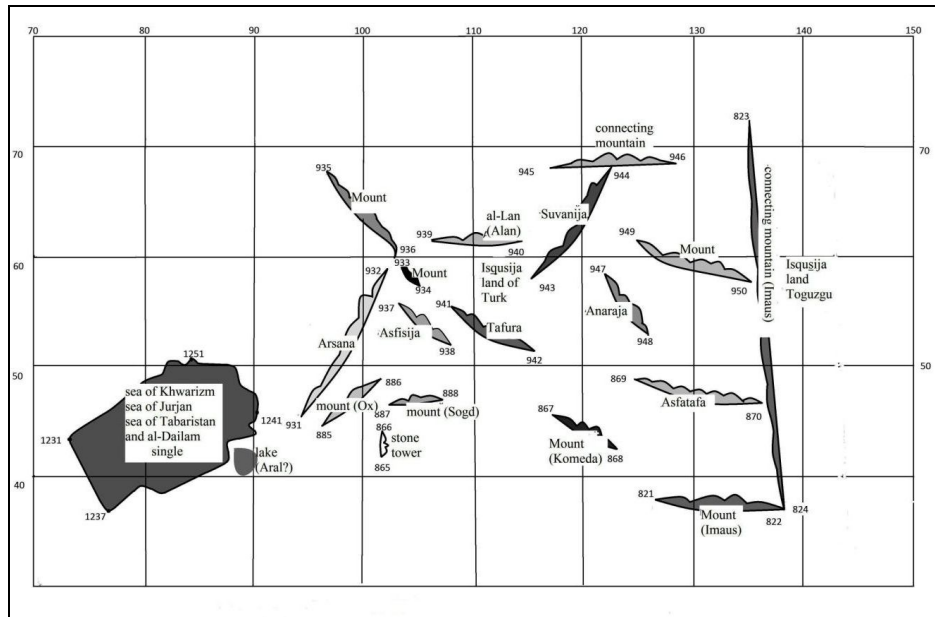 70 80 90 100 110 120 130 140 150
70 70
60
50 50
40
823
connecting
mountain
945 946
944
935
Mount
al-Lan
(Alan)
Suvanija
939
940
949
Mount
950
connecting mountain (Imaus)
936
933
932
Mount
934
Isqusija
land of
Turk
943
947
Isqusija
land
Toguzgu
937
941
Asfisija
938
Tafura
942
Anaraja
948
Arsana
1251
sea of Khwarizm
sea of Jurjan
sea of Tabaristan
and al-Dailam
single
1231
1241
1237
lake
(Aral?)
931
886
mount (Ox)
885
888
mount (Sogd)
887
866
stone
tower
865
867
Mount
(Komeda)
868
869
Asfatafa
870
821
Mount
(Imaus)
822
824